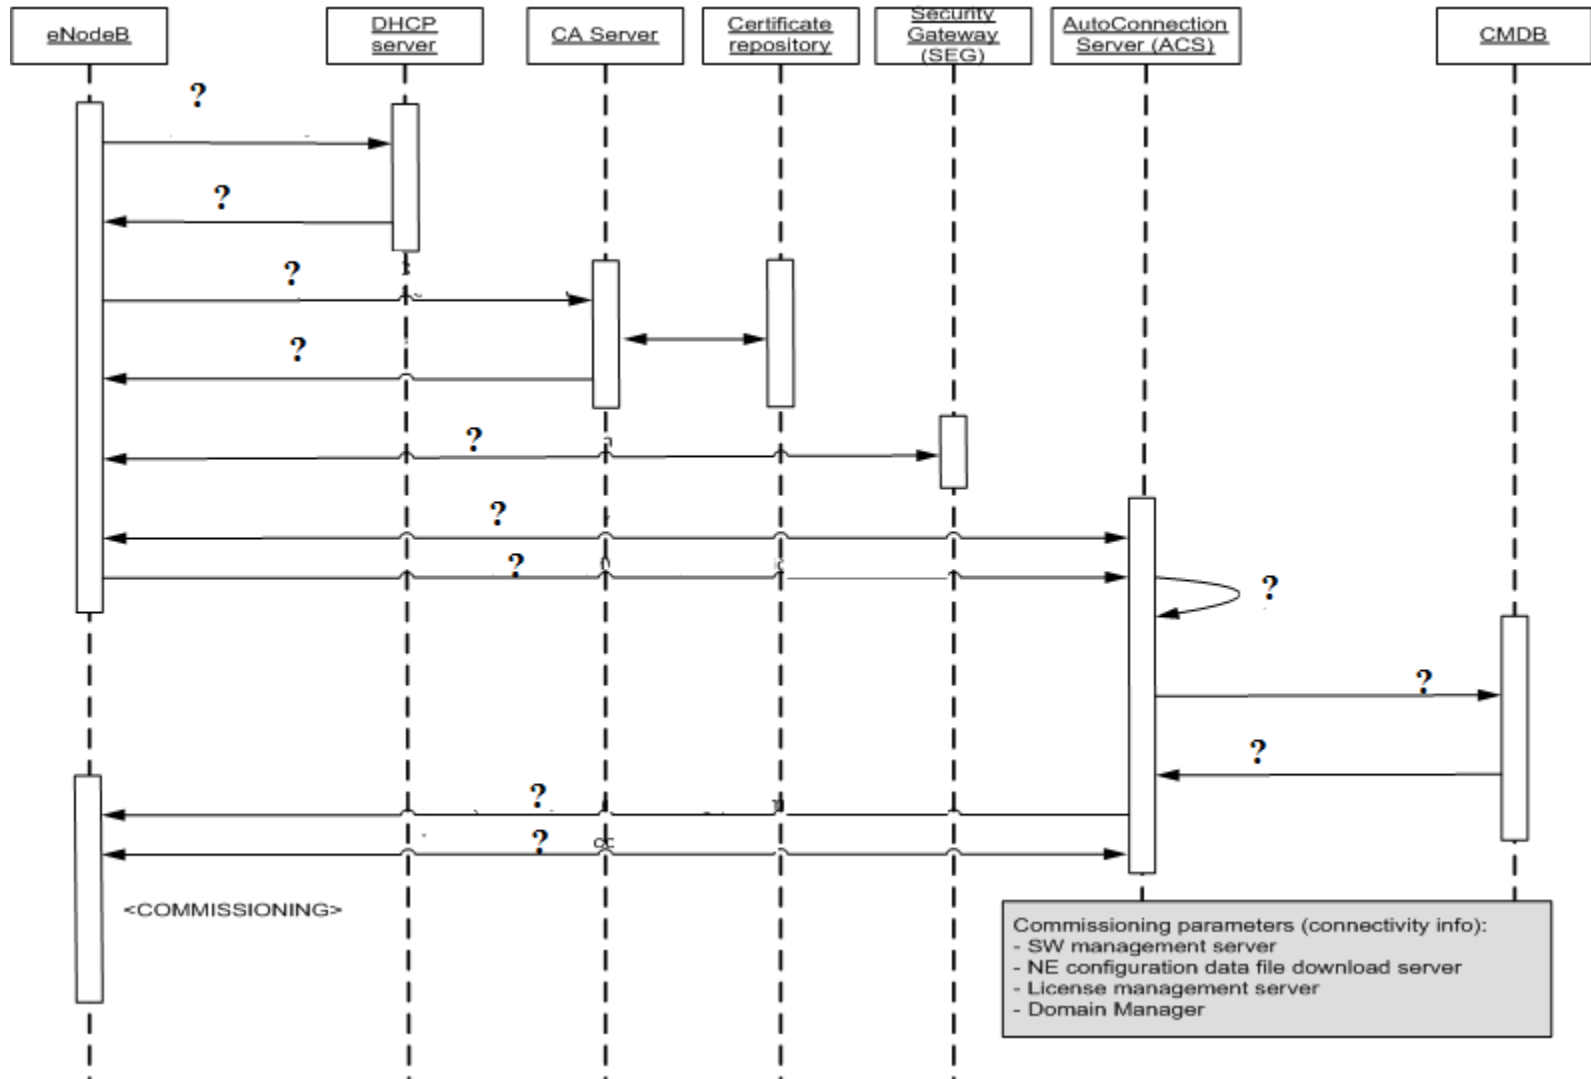 eNodeB
DHCP
server
CA Server
Certificate
repository
Security
Gateway
(SEG)
AutoConnection
Server (ACS)
CMDB
?
?
?
?
?
?
?
?
?
?
?
?
<COMMISSIONING>
Commissioning parameters (connectivity info):
- SW management server
- NE configuration data file download server
- License management server
- Domain Manager